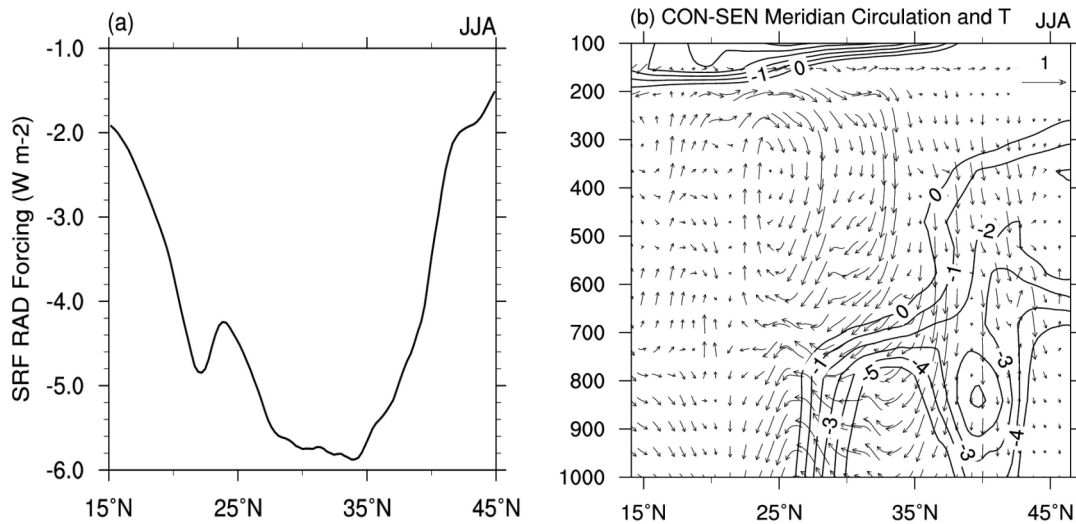 (a)
JJA
-1.0
-2.0
-3.0
-4.0
-5.0
-6.0
SRF RAD Forcing (W m-2)
15°N
25°N
35°N
45°N
(b) CON-SEN Meridian Circulation and T
JJA
100
200
300
400
500
600
700
800
900
1000
1
-1
0
0
-2
-1
0
-1
-5
-4
-3
-3
-3
-4
15°N
25°N
35°N
45°N